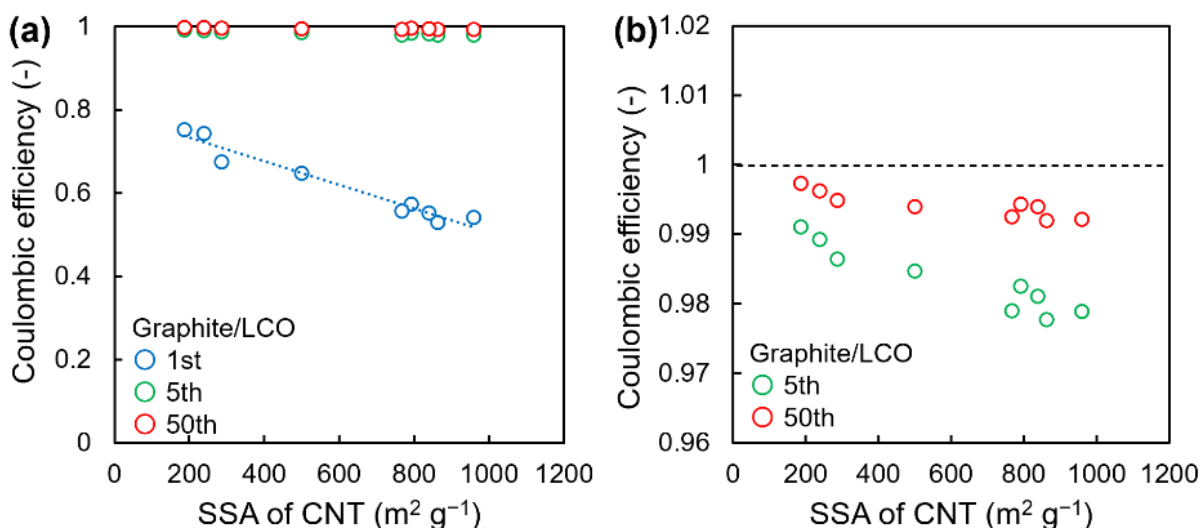 (a)
Coulombic efficiency (-)
1
0.8
0.6
0.4
0.2
0
Graphite/LCO
1st
5th
50th
0 200 400 600 800 1000 1200
SSA of CNT (m² g⁻¹)
(b)
Coulombic efficiency (-)
1.02
1.01
1
0.99
0.98
0.97
0.96
Graphite/LCO
5th
50th
0 200 400 600 800 1000 1200
SSA of CNT (m² g⁻¹)